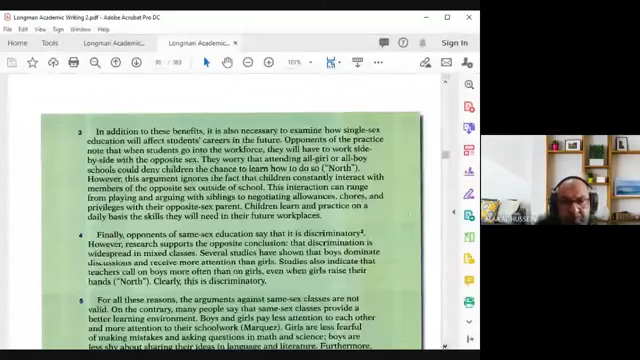 Longman Academic Writing 2.pdf - Adobe Acrobat Pro DC
File Edit View Sign Window Help
Home Tools Longman Academic... Longman Academic... × Sign In
/ 383 101%
3 In addition to these benefits, it is also necessary to examine how single-sex
education will affect students' careers in the future. Opponents of the practice
note that when students go into the workforce, they will have to work side-
by-side with the opposite sex. They worry that attending all-girl or all-boy
schools could deny children the chance to learn how to do so ("North").
However, this argument ignores the fact that children constantly interact with
members of the opposite sex outside of school. This interaction can range
from playing and arguing with siblings to negotiating allowances, chores, and
privileges with their opposite-sex parent. Children learn and practice on a
daily basis the skills they will need in their future workplaces.
4 Finally, opponents of same-sex education say that it is discriminatory².
However, research supports the opposite conclusion: that discrimination is
widespread in mixed classes. Several studies have shown that boys dominate
discussions and receive more attention than girls. Studies also indicate that
teachers call on boys more often than on girls, even when girls raise their
hands ("North"). Clearly, this is discriminatory.
5 For all these reasons, the arguments against same-sex classes are not
valid. On the contrary, many people say that same-sex classes provide a
better learning environment. Boys and girls pay less attention to each other
and more attention to their schoolwork (Marquez). Girls are less fearful
of making mistakes and asking questions in math and science; boys are
less shy about sharing their ideas in language and literature. Furthermore,